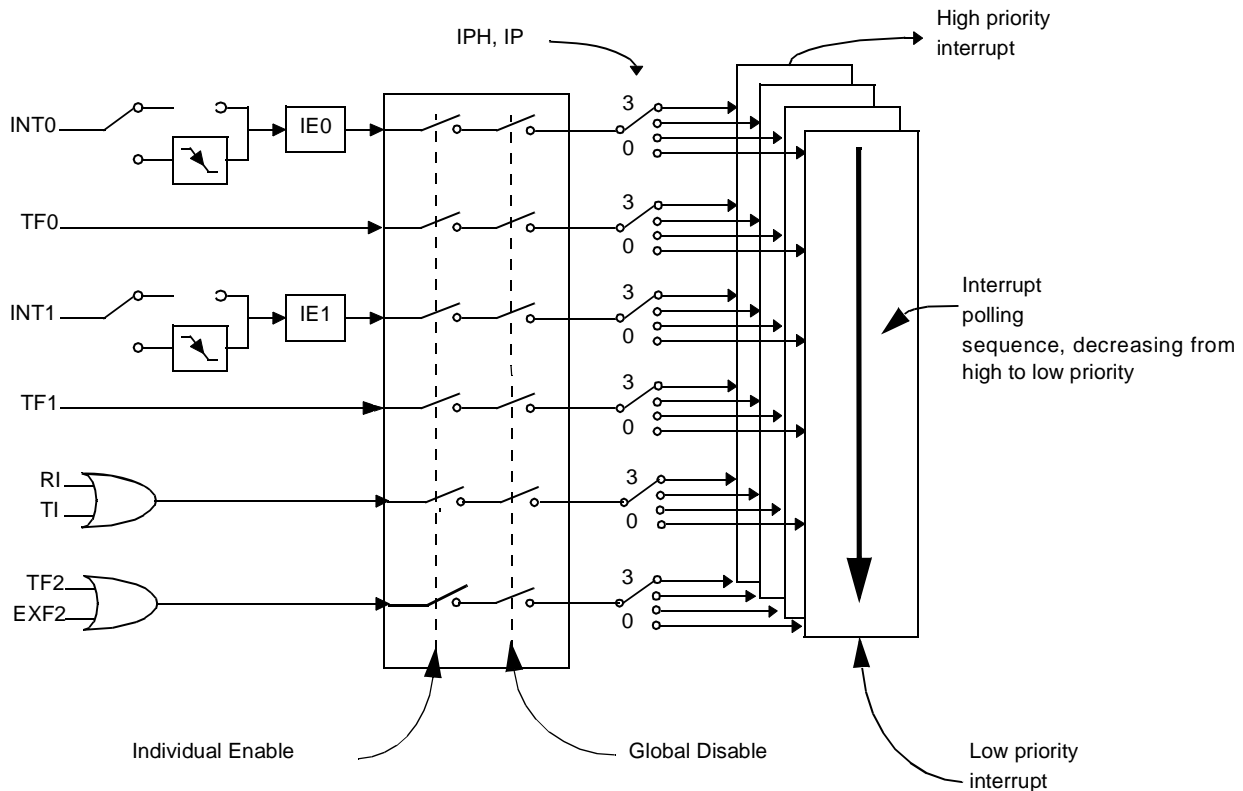 High priority
interrupt
IPH, IP
3
INT0
IE0
0
3
TF0
0
3
INT1
IE1
0
Interrupt
polling
sequence, decreasing from
high to low priority
3
TF1
0
3
RI
TI
0
3
TF2
EXF2
0
Individual Enable
Global Disable
Low priority
interrupt